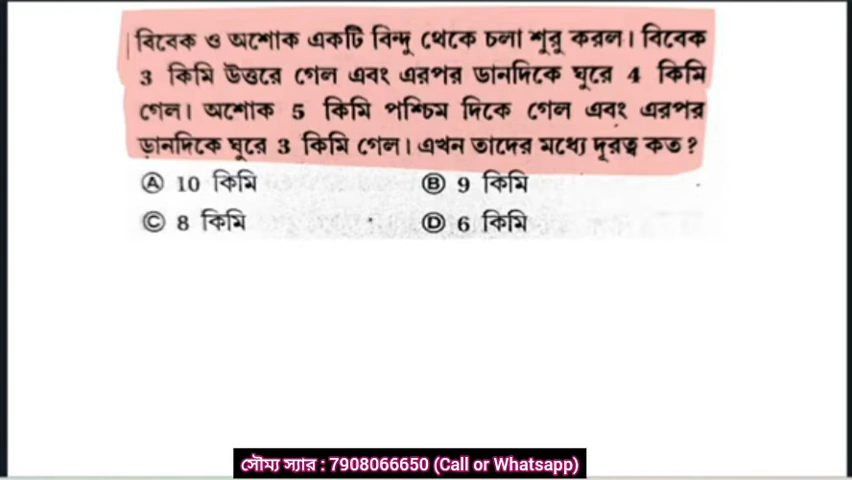 বিবেক ও অশোক একটি বিন্দু থেকে চলা শুরু করল। বিবেক
3 কিমি উত্তরে গেল এবং এরপর ডানদিকে ঘুরে 4 কিমি
গেল। অশোক 5 কিমি পশ্চিম দিকে গেল এবং এরপর
ডানদিকে ঘুরে 3 কিমি গেল। এখন তাদের মধ্যে দূরত্ব কত?
Ⓐ 10 কিমি Ⓑ 9 কিমি
Ⓒ 8 কিমি Ⓓ 6 কিমি
সৌম্য স্যার : 7908066650 (Call or Whatsapp)